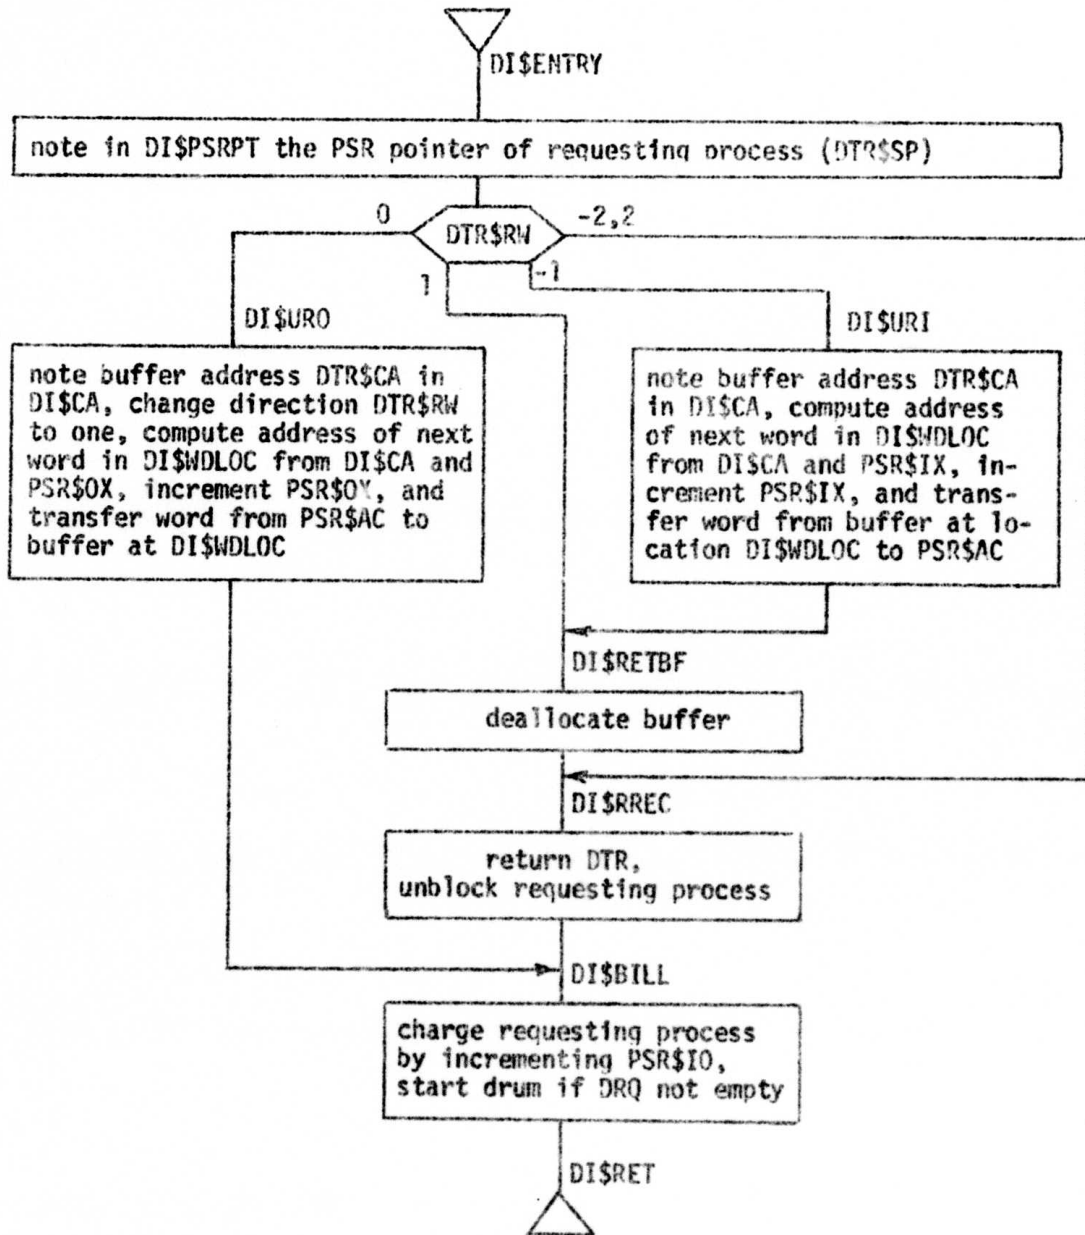 DI$ENTRY
note in DI$PSRPT the PSR pointer of requesting process (DTR$SP)
0
DTR$RW
-2,2
1
-1
DI$URO
DI$URI
note buffer address DTR$CA in
DI$CA, change direction DTR$RW
to one, compute address of next
word in DI$WDLOC from DI$CA and
PSR$OX, increment PSR$OX, and
transfer word from PSR$AC to
buffer at DI$WDLOC
note buffer address DTR$CA
in DI$CA, compute address
of next word in DI$WDLOC
from DI$CA and PSR$IX, in-
crement PSR$IX, and trans-
fer word from buffer at lo-
cation DI$WDLOC to PSR$AC
DI$RETBF
deallocate buffer
DI$RREC
return DTR,
unblock requesting process
DI$BILL
charge requesting process
by incrementing PSR$IO,
start drum if DRQ not empty
DI$RET